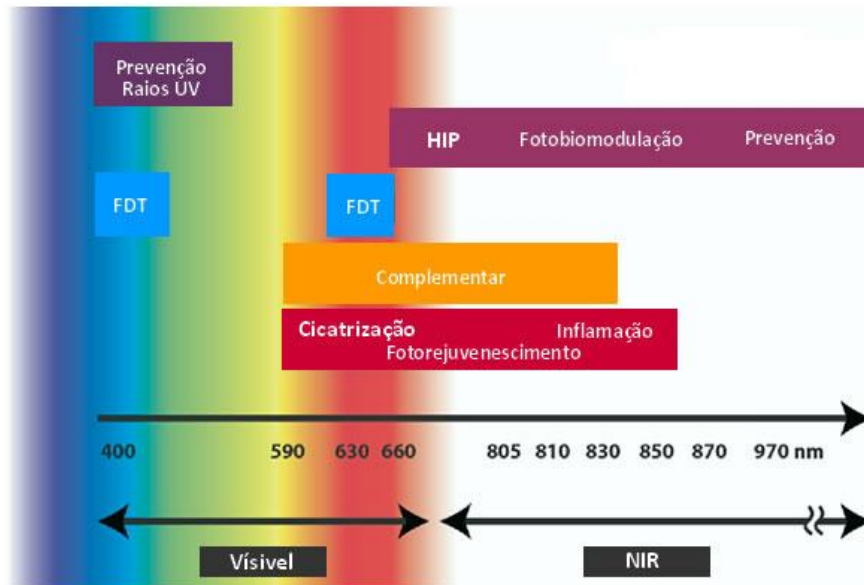 Prevenção
Raios UV
HIP Fotobiomodulação Prevenção
FDT FDT
Complementar
Cicatrização Inflamação
Fotorejuvenescimento
400 590 630 660 805 810 830 850 870 970 nm
Vísivel NIR